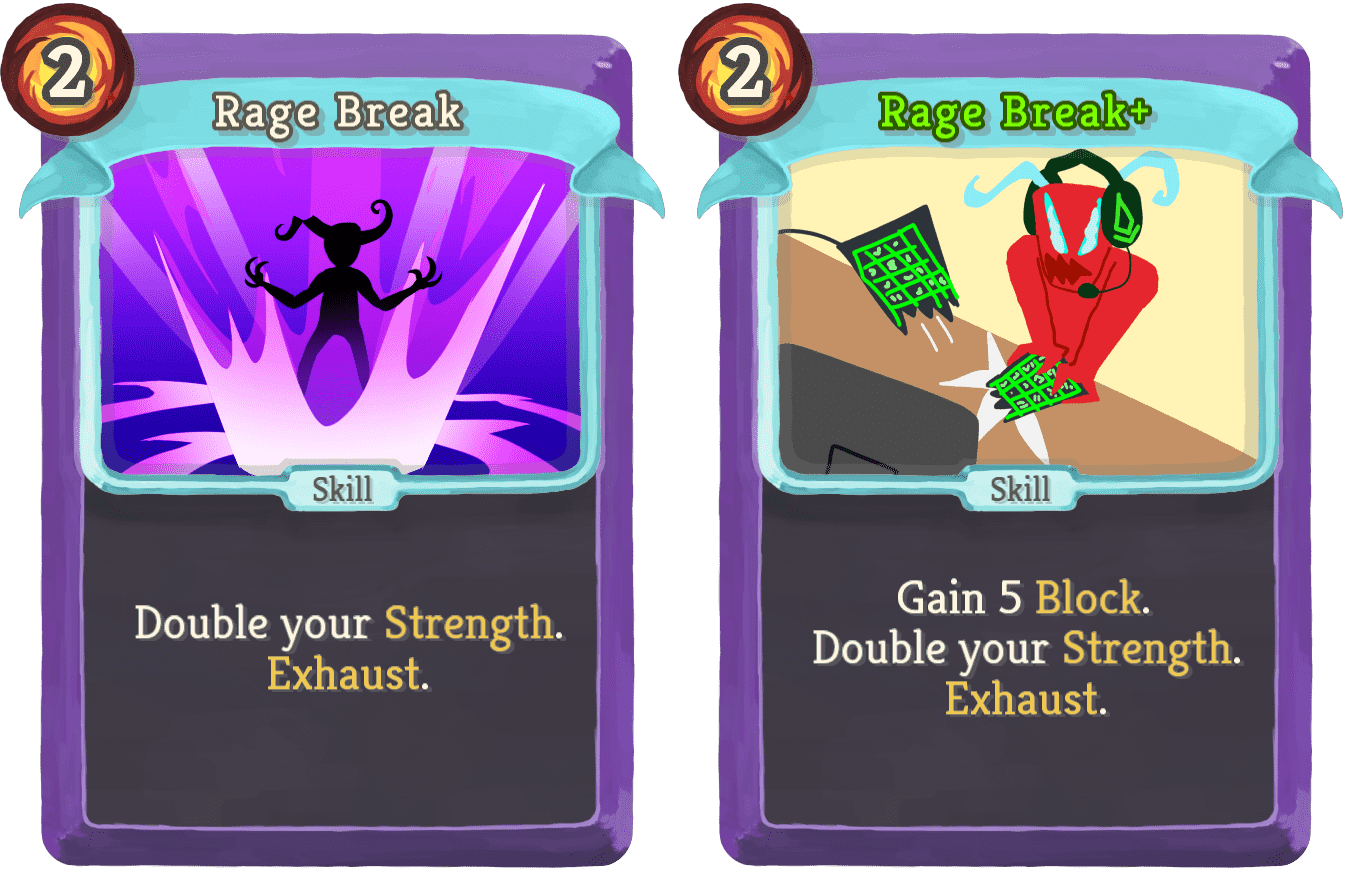 2
Rage Break
Skill
Double your Strength.
Exhaust.
2
Rage Break+
Skill
Gain 5 Block.
Double your Strength.
Exhaust.